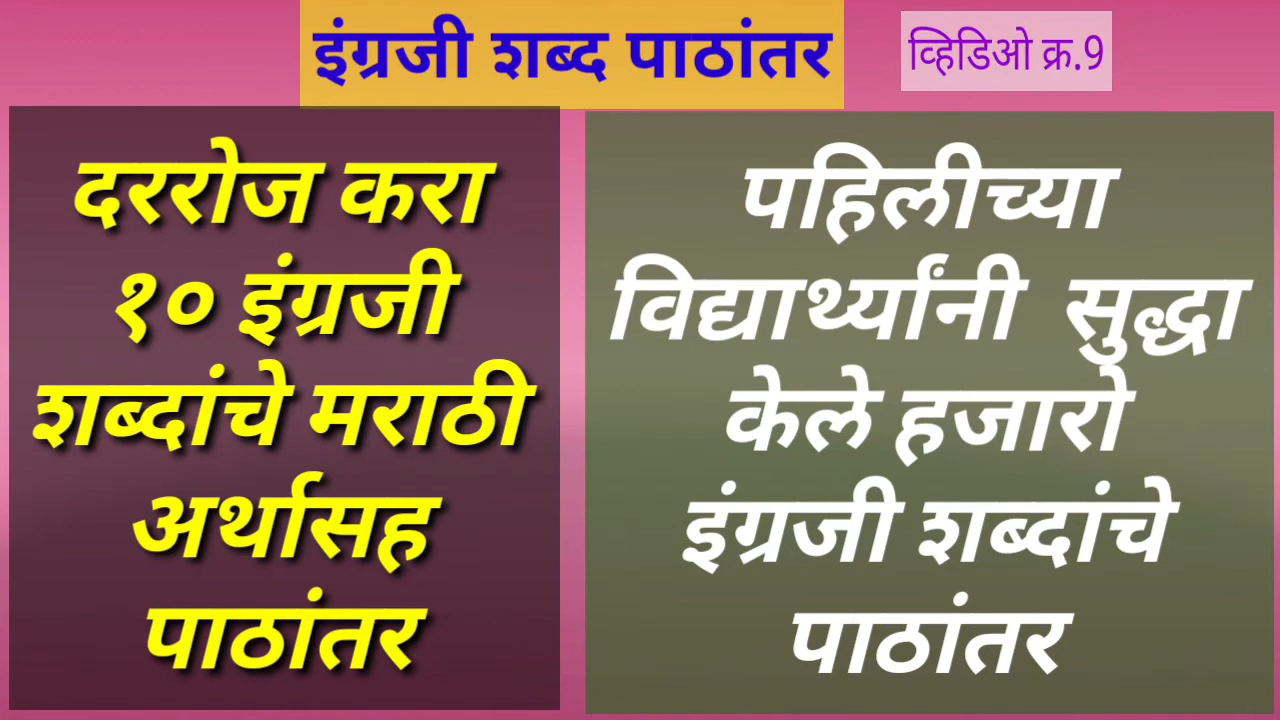 इंग्रजी शब्द पाठांतर
व्हिडिओ क्र.9
दररोज करा
१० इंग्रजी
शब्दांचे मराठी
अर्थासह
पाठांतर
पहिलीच्या
विद्यार्थ्यांनी सुद्धा
केले हजारो
इंग्रजी शब्दांचे
पाठांतर